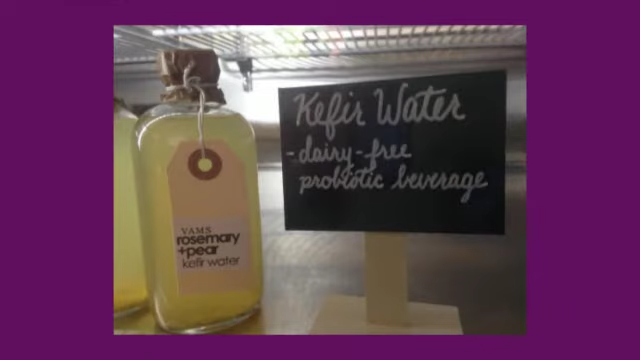 VAMS
rosemary
+pear
kefir water
Kefir Water
-dairy-free
probiotic beverage